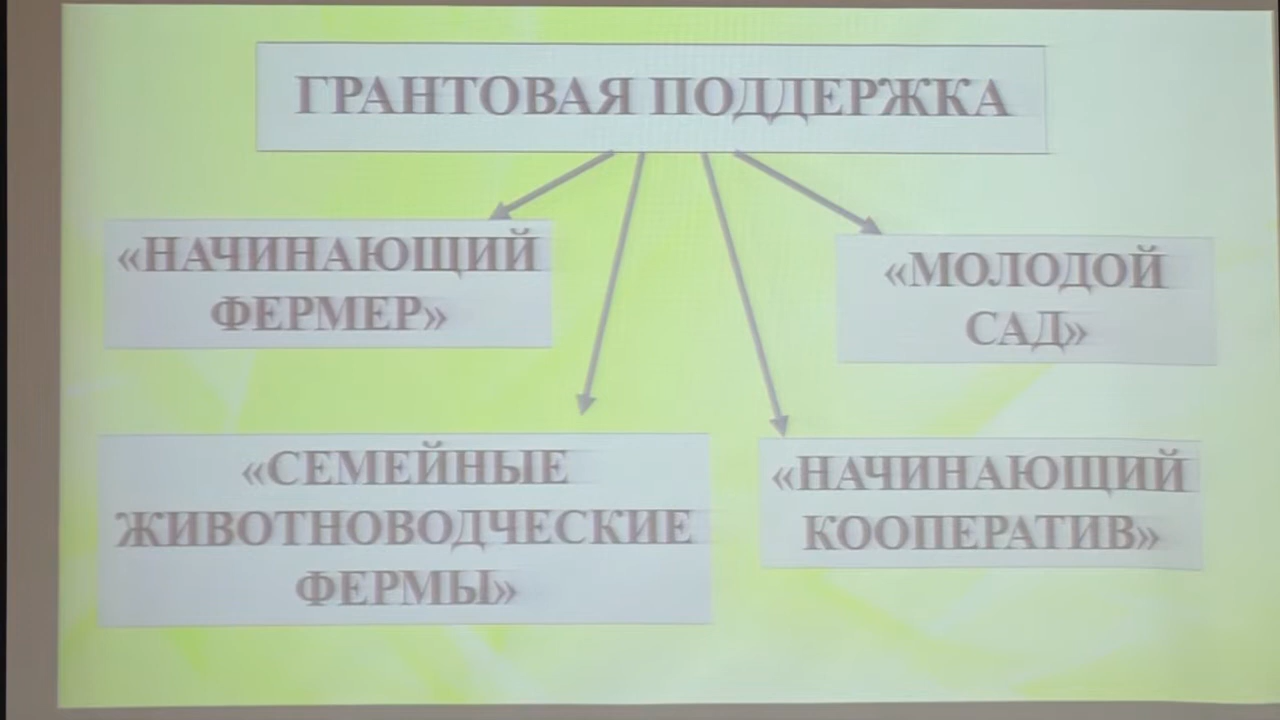 ГРАНТОВАЯ ПОДДЕРЖКА
«НАЧИНАЮЩИЙ
ФЕРМЕР»
«МОЛОДОЙ
САД»
«СЕМЕЙНЫЕ
ЖИВОТНОВОДЧЕСКИЕ
ФЕРМЫ»
«НАЧИНАЮЩИЙ
КООПЕРАТИВ»